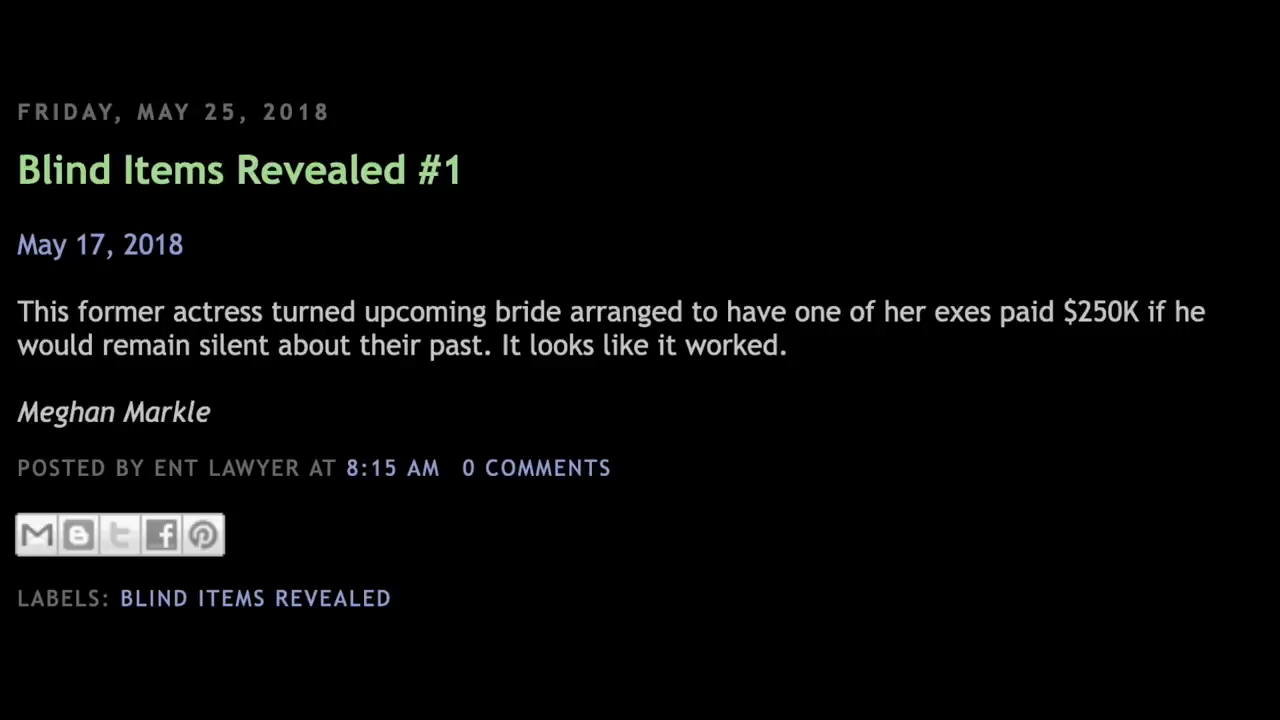 FRIDAY, MAY 25, 2018
Blind Items Revealed #1
May 17, 2018
This former actress turned upcoming bride arranged to have one of her exes paid $250K if he
would remain silent about their past. It looks like it worked.
Meghan Markle
POSTED BY ENT LAWYER AT 8:15 AM 0 COMMENTS
LABELS: BLIND ITEMS REVEALED